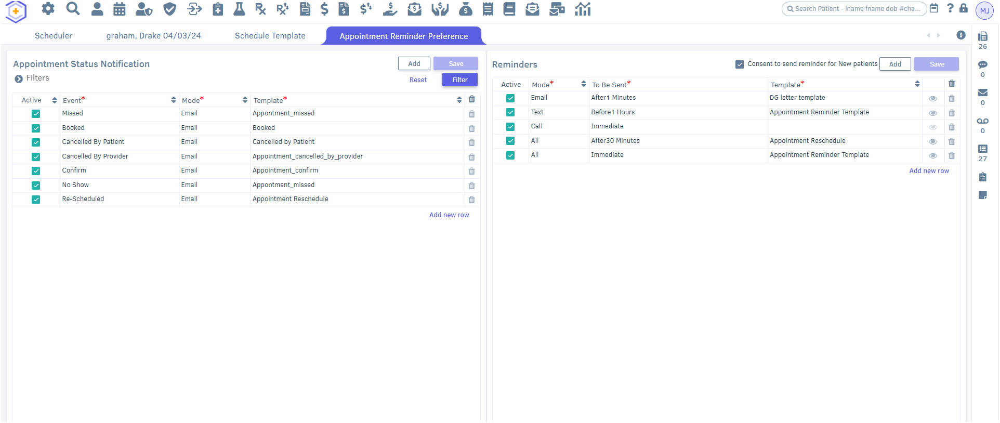 Search Patient - lname fname dob #cha...
MJ
Scheduler graham, Drake 04/03/24 Schedule Template Appointment Reminder Preference
Appointment Status Notification Add Save
Filters Reset Filter
Active Event* Mode* Template*
Missed Email Appontment_missed
Booked Email Booked
Cancelled By Patient Email Cancelled by Patient
Cancelled By Provider Email Appointment_cancelled_by_provider
Confirm Email Appointment_confirm
No Show Email Appontment_missed
Re-Scheduled Email Appointment Reschedule
Add new row
Reminders Consent to send reminder for New patients Add Save
Active Mode* To Be Sent* Template*
Email After1 Minutes DG letter template
Text Before1 Hours Appointment Reminder Template
Call Immediate
All After30 Minutes Appointment Reschedule
All Immediate Appointment Reminder Template
Add new row
26
0
0
0
27